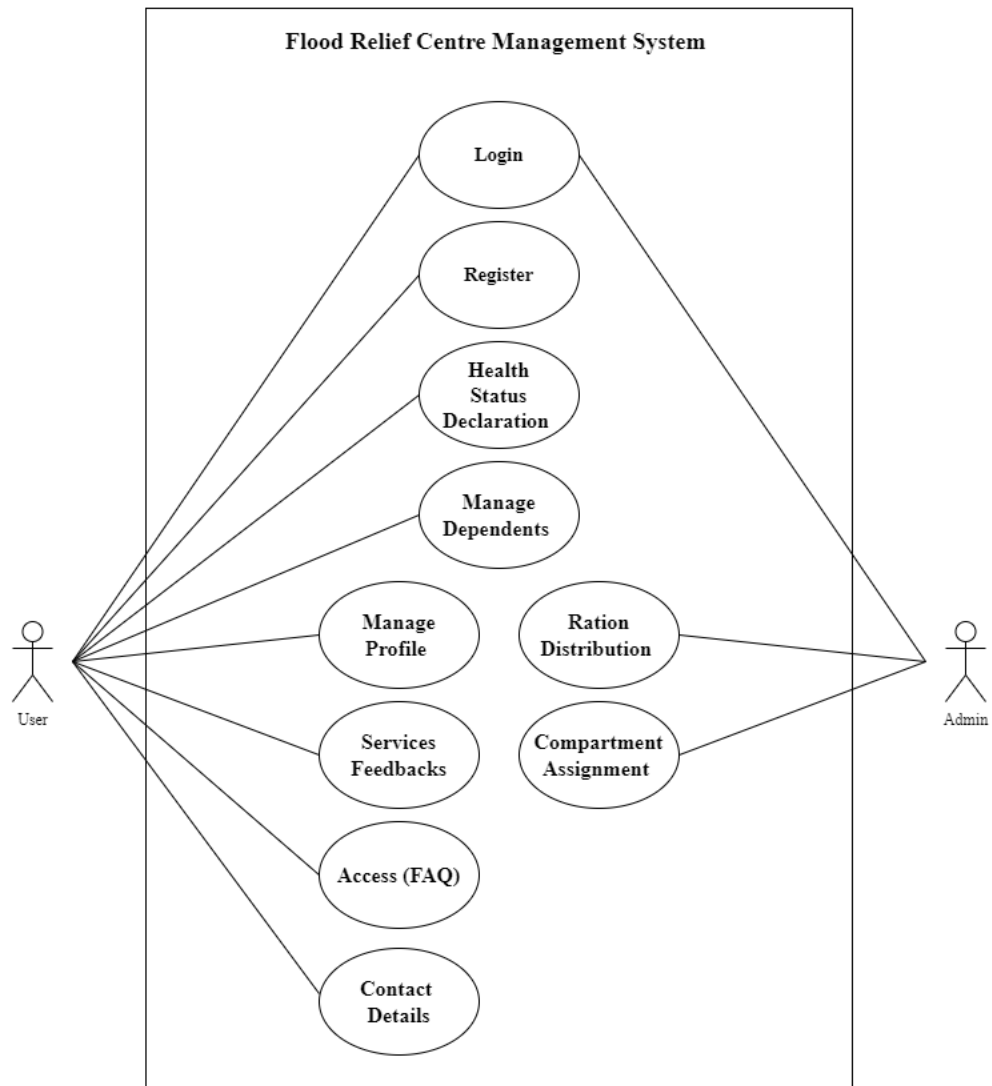 Flood Relief Centre Management System
Login
Register
Health
Status
Declaration
Manage
Dependents
Manage
Profile
Ration
Distribution
User
Admin
Services
Feedbacks
Compartment
Assignment
Access (FAQ)
Contact
Details